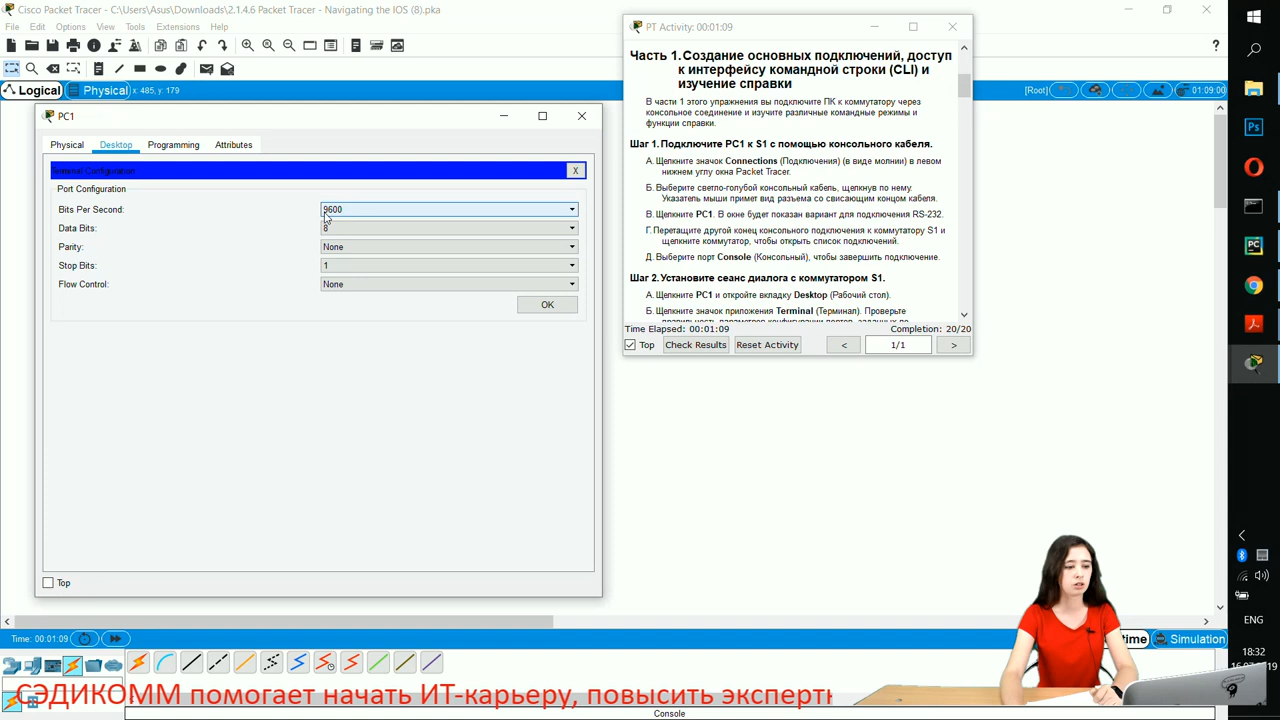 Cisco Packet Tracer - C:\Users\Asus\Downloads\2.1.4.6 Packet Tracer - Navigating the IOS (8).pka
File Edit Options View Tools Extensions Help
Logical Physical x: 485, y: 179 [Root] 01:09:00
PC1
Physical Desktop Programming Attributes
Terminal Configuration X
Port Configuration
Bits Per Second: 9600
Data Bits: 8
Parity: None
Stop Bits: 1
Flow Control: None
OK
Top
PT Activity: 00:01:09
Часть 1.Создание основных подключений, доступ
к интерфейсу командной строки (CLI) и
изучение справки
В части 1 этого упражнения вы подключите ПК к коммутатору через
консольное соединение и изучите различные командные режимы и
функции справки.
Шаг 1.Подключите PC1 к S1 с помощью консольного кабеля.
А. Щелкните значок Connections (Подключения) (в виде молнии) в левом
нижнем углу окна Packet Tracer.
Б. Выберите светло-голубой консольный кабель, щелкнув по нему.
Указатель мыши примет вид разъема со свисающим концом кабеля.
В. Щелкните PC1. В окне будет показан вариант для подключения RS-232.
Г. Перетащите другой конец консольного подключения к коммутатору S1 и
щелкните коммутатор, чтобы открыть список подключений.
Д. Выберите порт Console (Консольный), чтобы завершить подключение.
Шаг 2.Установите сеанс диалога с коммутатором S1.
А. Щелкните PC1 и откройте вкладку Desktop (Рабочий стол).
Б. Щелкните значок приложения Terminal (Терминал). Проверьте
Time Elapsed: 00:01:09 Completion: 20/20
Top Check Results Reset Activity < 1/1 >
Time: 00:01:09 time Simulation
СЭДИКОММ помогает начать ИТ-карьеру, повысить эксперт
Console
Ps
PC
ENG
18:32